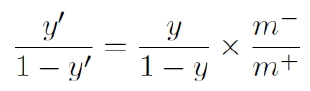 y′/(1 − y′) = y/(1 − y) × m⁻/m⁺